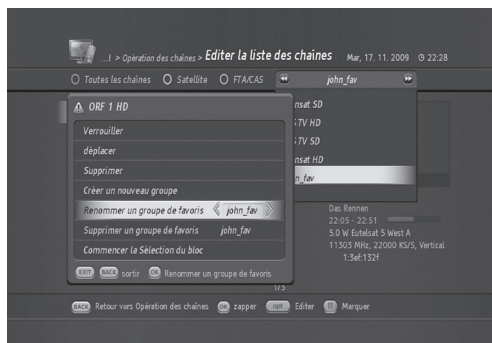 ...l > Opération des chaînes > Editer la liste des chaînes Mar, 17. 11. 2009 22:28
Toutes les chaînes Satellite FTA/CAS john_fav
ORF 1 HD
nsat SD
Verrouiller
TV HD
déplacer
TV SD
Supprimer
nsat HD
Créer un nouveau groupe
n_fav
Renommer un groupe de favoris john_fav
Das Rennen
22:05 - 22:51
Supprimer un groupe de favoris john_fav
5.0 W Eutelsat 5 West A
11303 MHz, 22000 KS/S, Vertical
Commencer la Sélection du bloc
1:3ef:132f
EXIT BACK sortir OK Renommer un groupe de favoris
1/3
BACK Retour vers Opération des chaînes OK zapper opt Editer Marquer